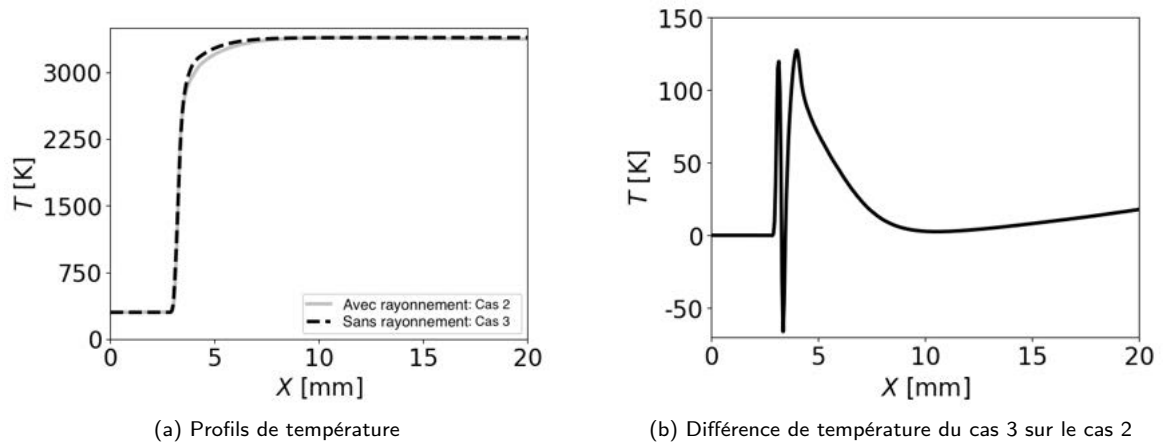 T [K]
3000
2250
1500
750
0
0 5 10 15 20
X [mm]
Avec rayonnement: Cas 2
Sans rayonnement: Cas 3
(a) Profils de température
T [K]
150
100
50
0
-50
0 5 10 15 20
X [mm]
(b) Différence de température du cas 3 sur le cas 2